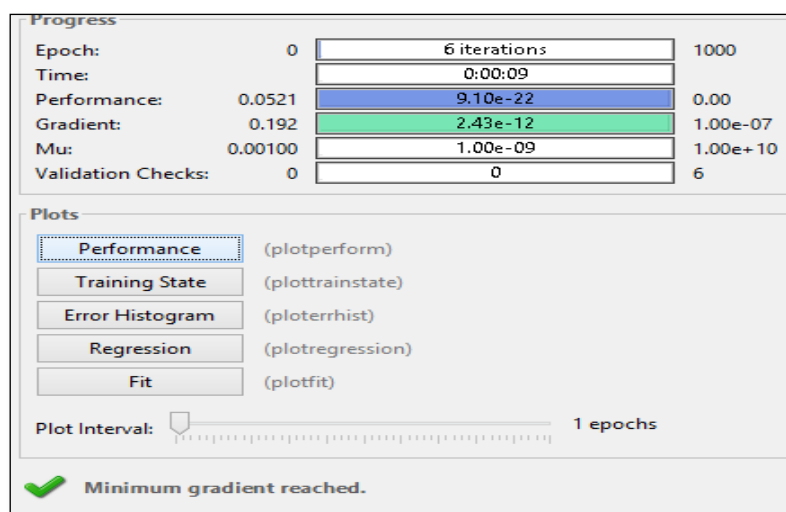 Progress
Epoch: 0 6 iterations 1000
Time: 0:00:09
Performance: 0.0521 9.10e-22 0.00
Gradient: 0.192 2.43e-12 1.00e-07
Mu: 0.00100 1.00e-09 1.00e+10
Validation Checks: 0 0 6
Plots
Performance (plotperform)
Training State (plottrainstate)
Error Histogram (ploterrhist)
Regression (plotregression)
Fit (plotfit)
Plot Interval: 1 epochs
Minimum gradient reached.